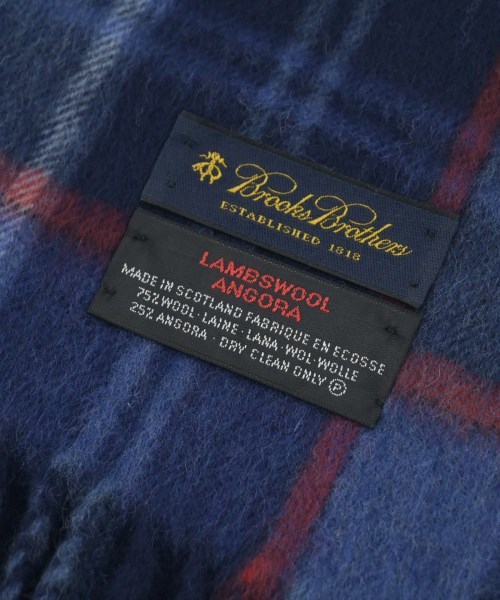 Brooks Brothers
ESTABLISHED 1818
LAMBSWOOL
ANGORA
MADE IN SCOTLAND FABRIQUE EN ECOSSE
75% WOOL · LAINE · LANA · WOL · WOLLE
25% ANGORA · DRY CLEAN ONLY Ⓟ